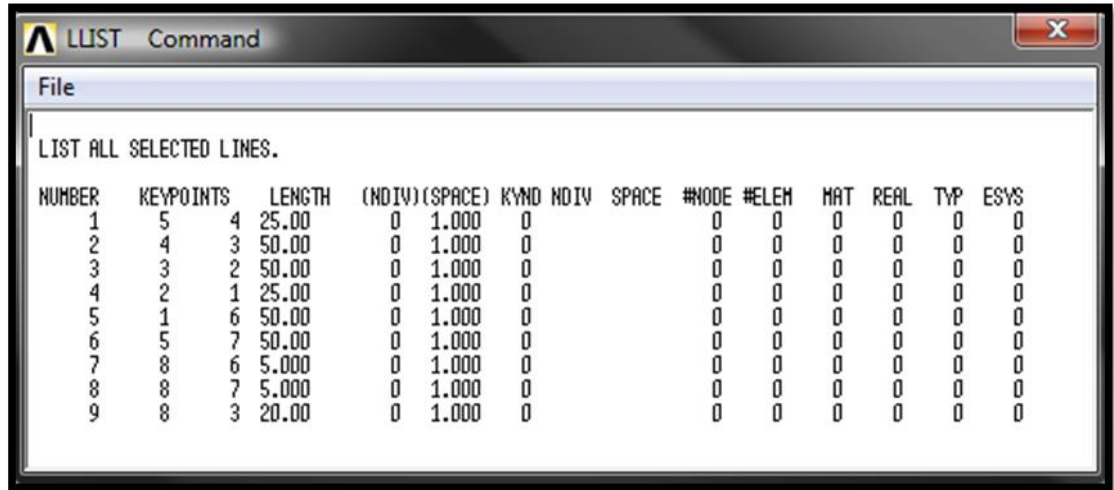 LLIST Command
File
LIST ALL SELECTED LINES.
NUMBER KEYPOINTS LENGTH (NDIV)(SPACE) KYND NDIV SPACE #NODE #ELEM MAT REAL TYP ESYS
1 5 4 25.00 0 1.000 0 0 0 0 0 0 0
2 4 3 50.00 0 1.000 0 0 0 0 0 0 0
3 3 2 50.00 0 1.000 0 0 0 0 0 0 0
4 2 1 25.00 0 1.000 0 0 0 0 0 0 0
5 1 6 50.00 0 1.000 0 0 0 0 0 0 0
6 5 7 50.00 0 1.000 0 0 0 0 0 0 0
7 8 6 5.000 0 1.000 0 0 0 0 0 0 0
8 8 7 5.000 0 1.000 0 0 0 0 0 0 0
9 8 3 20.00 0 1.000 0 0 0 0 0 0 0